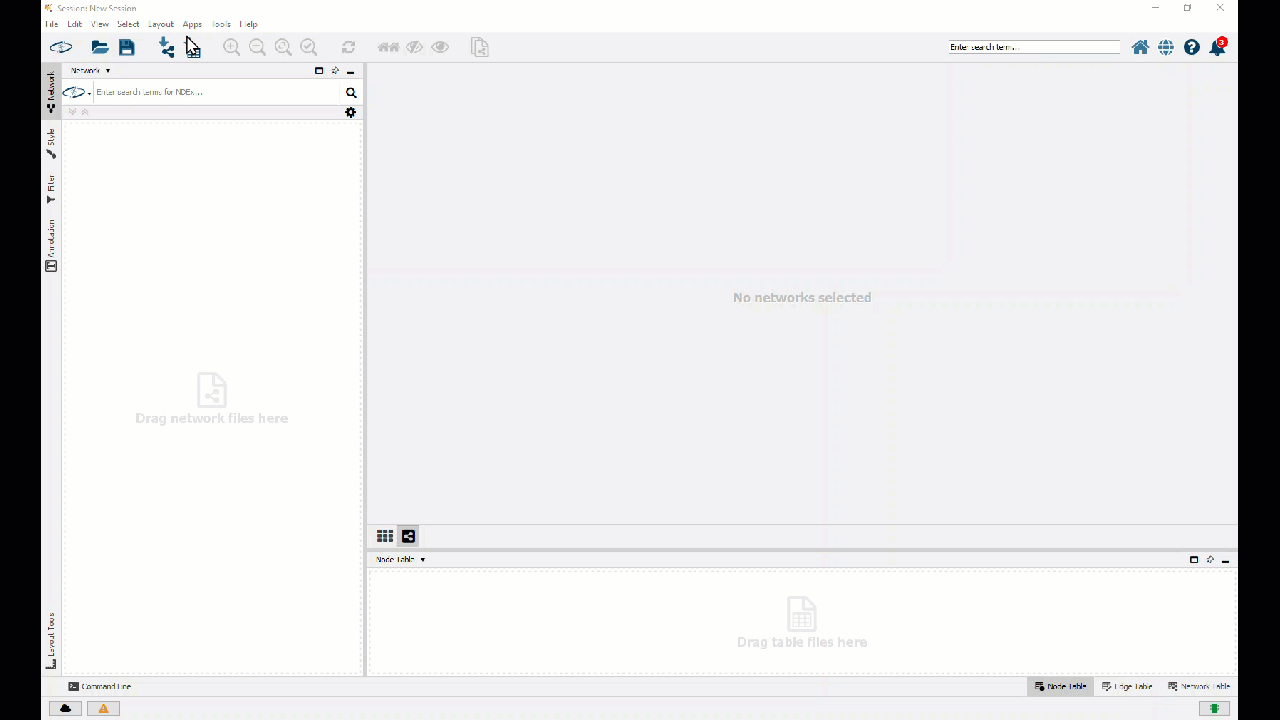 Session: New Session
File Edit View Select Layout Apps Tools Help
Enter search term...
3
Network
Enter search terms for NDEx...
Network
Style
Filter
Annotation
No networks selected
Drag network files here
Node Table
Drag table files here
Layout Tools
Command Line
Node Table Edge Table Network Table